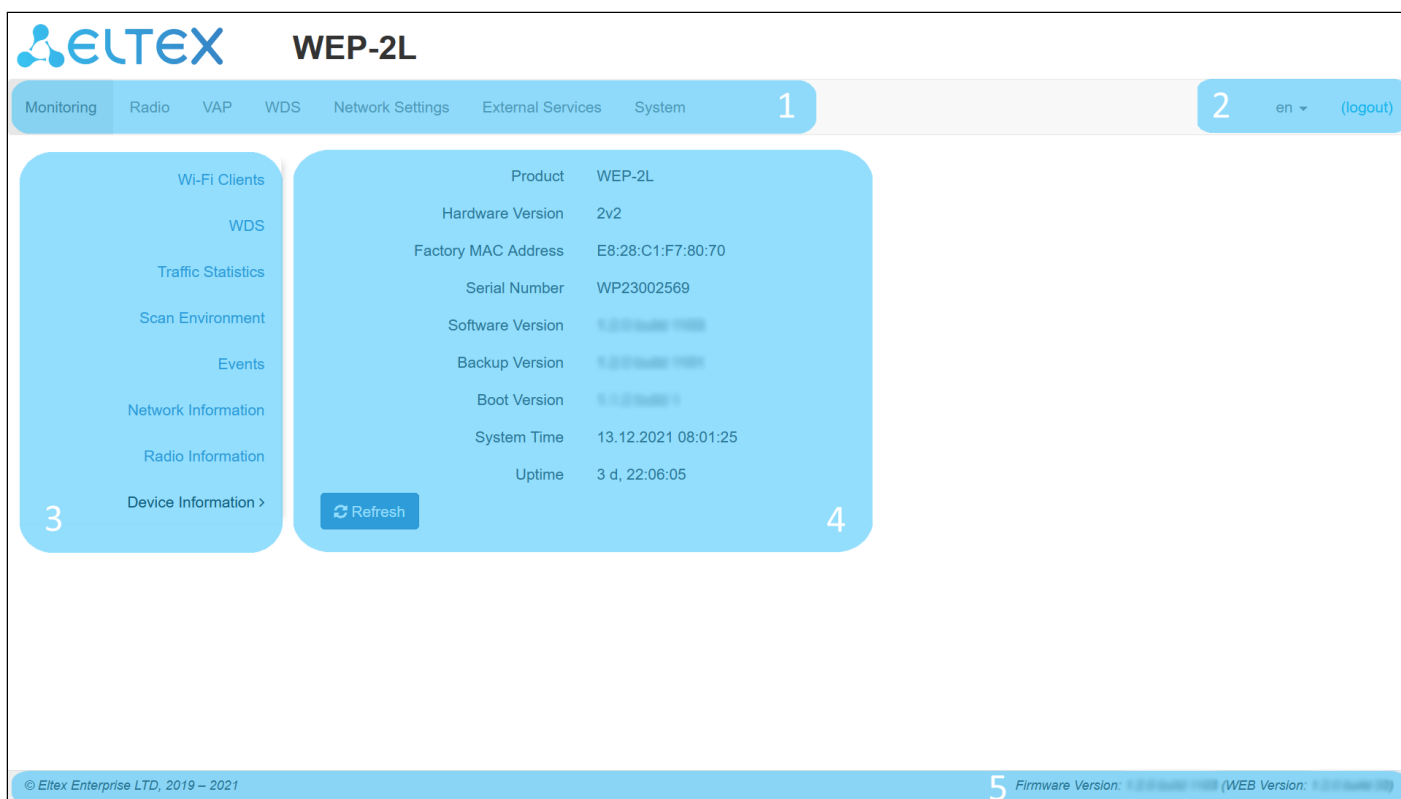 ELTEX WEP-2L
Monitoring Radio VAP WDS Network Settings External Services System 1 2 en (logout)
Wi-Fi Clients
WDS
Traffic Statistics
Scan Environment
Events
Network Information
Radio Information
Device Information >
3
Product WEP-2L
Hardware Version 2v2
Factory MAC Address E8:28:C1:F7:80:70
Serial Number WP23002569
Software Version
Backup Version
Boot Version
System Time 13.12.2021 08:01:25
Uptime 3 d, 22:06:05
Refresh
4
© Eltex Enterprise LTD, 2019 – 2021 5 Firmware Version: (WEB Version: